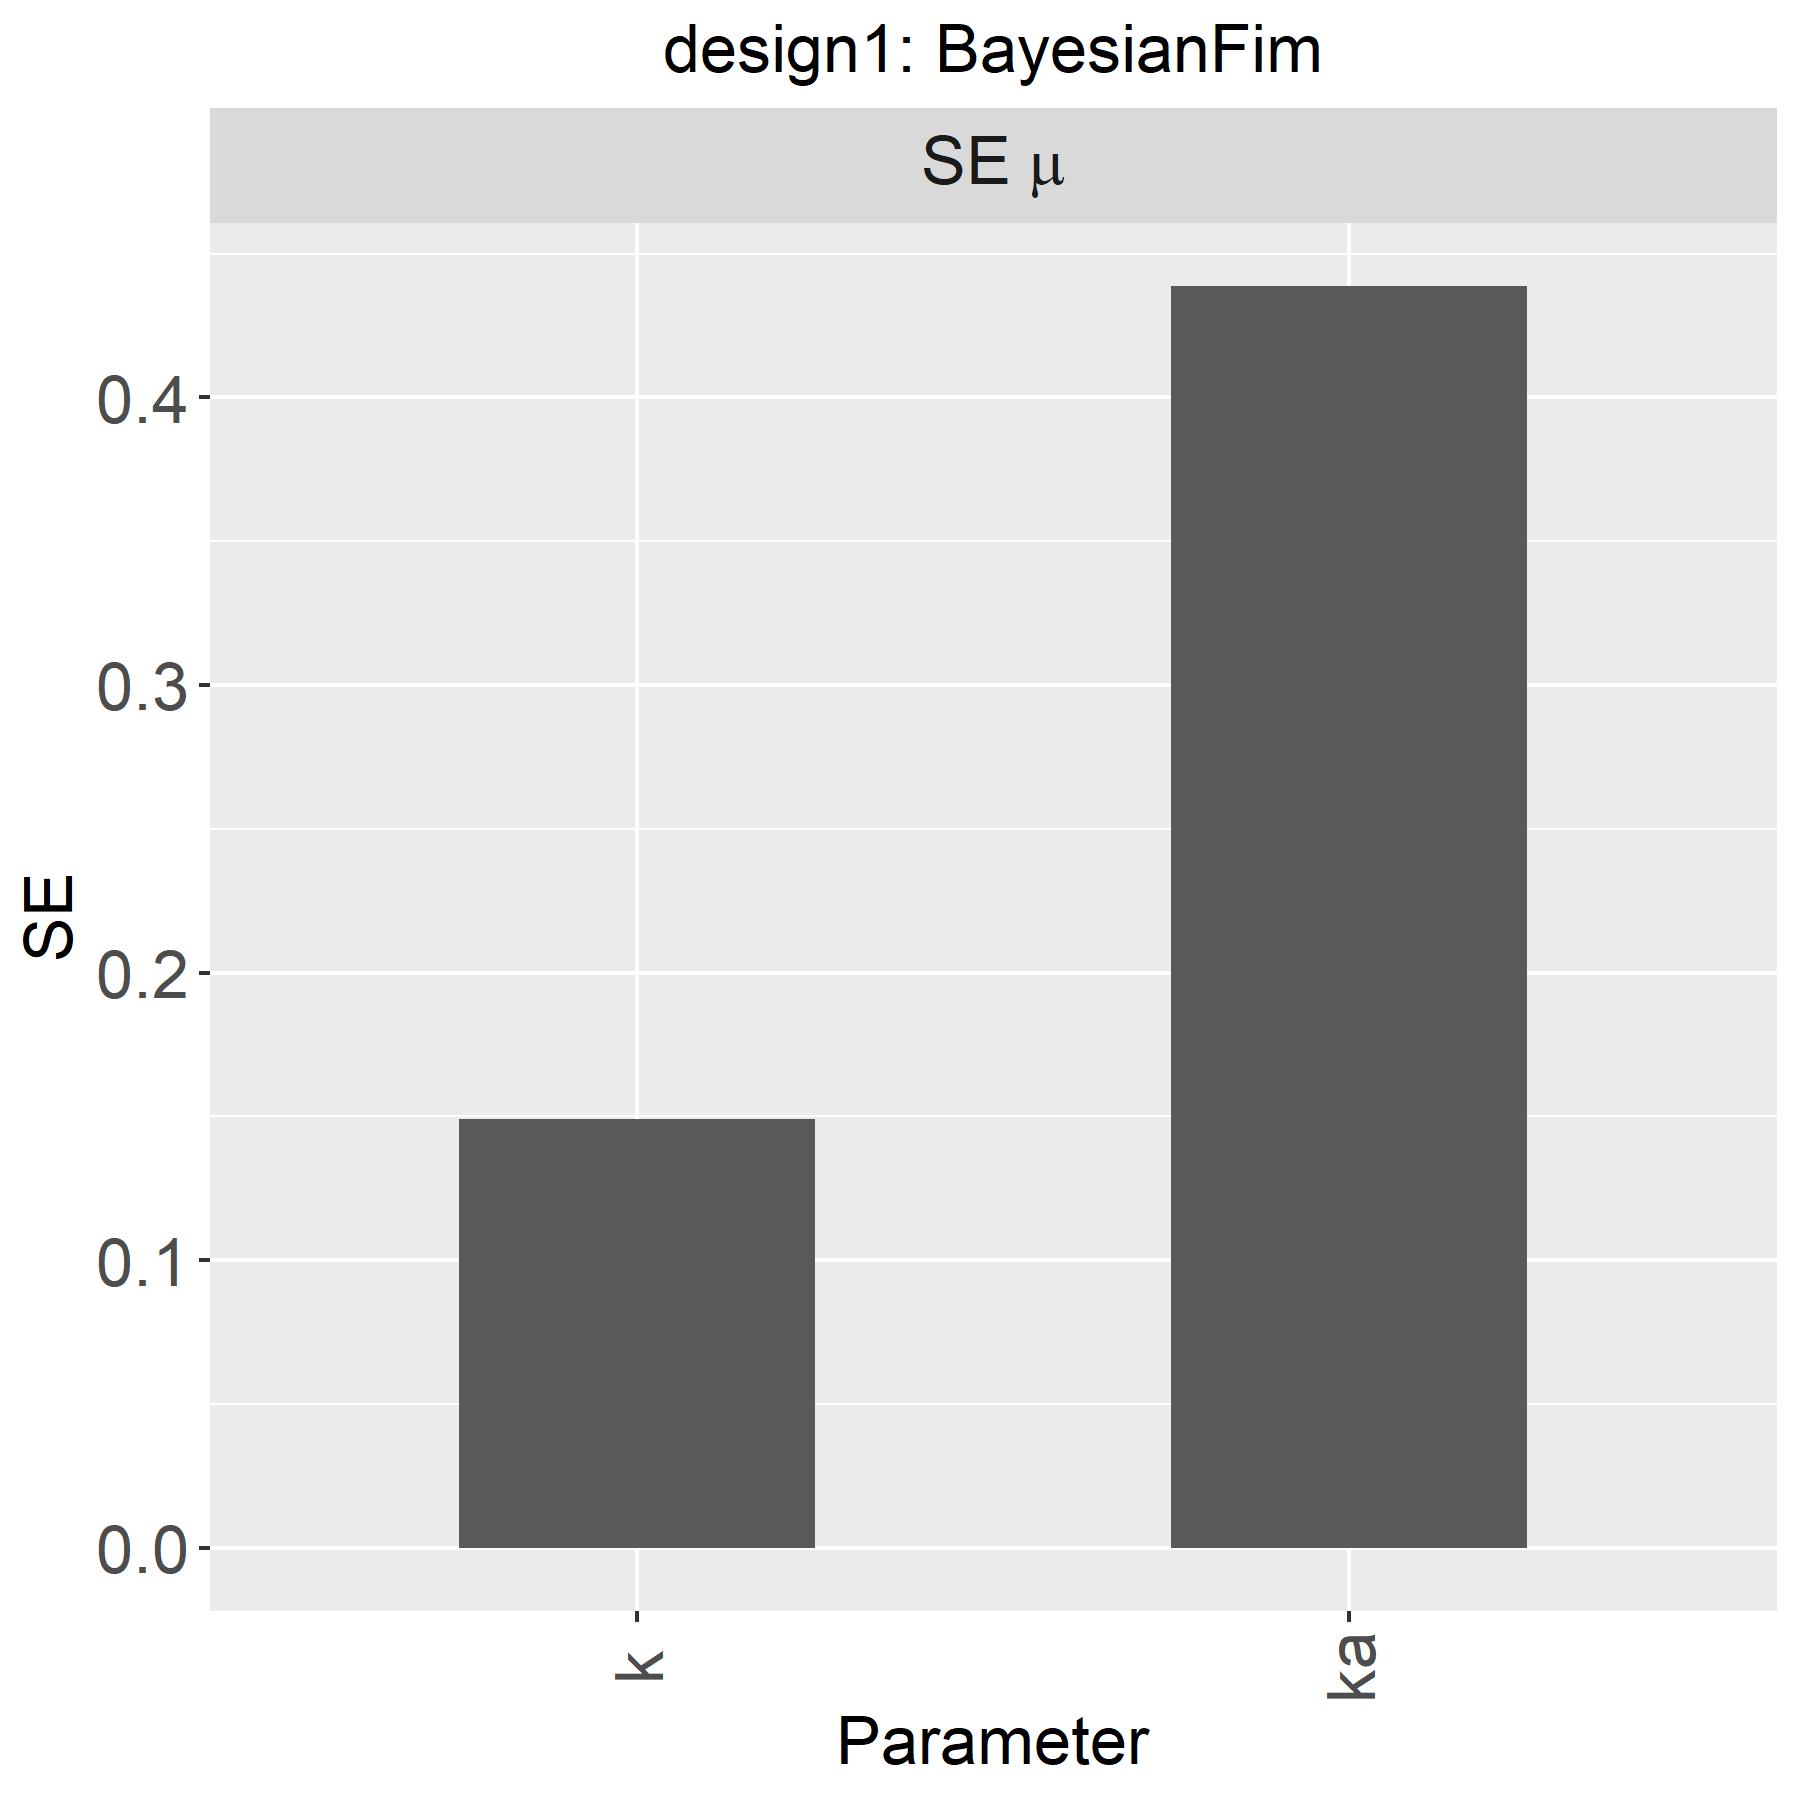 design1: BayesianFim
SE μ
0.4
0.3
0.2
0.1
0.0
SE
k
ka
Parameter